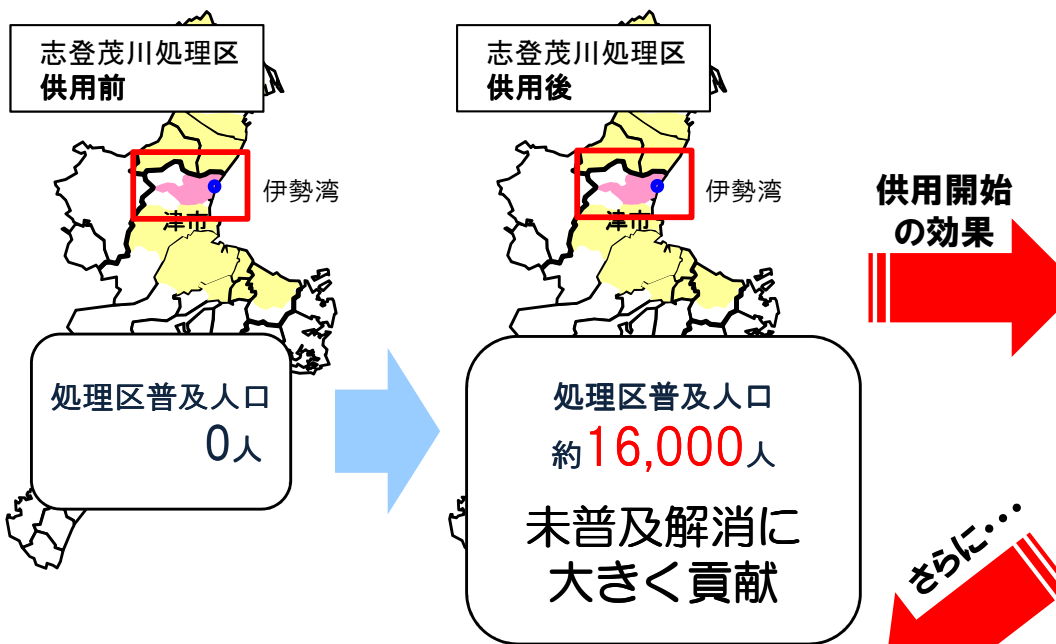 志登茂川処理区
供用前
伊勢湾
津市
処理区普及人口
0人
志登茂川処理区
供用後
伊勢湾
津市
処理区普及人口
約16,000人
未普及解消に
大きく貢献
供用開始
の効果
さらに・・・